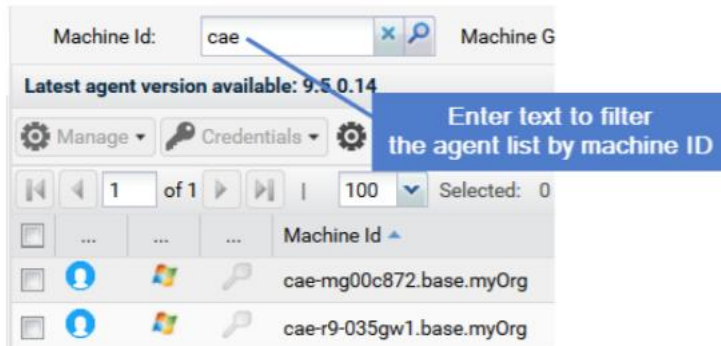 Machine Id: cae Machine G
Latest agent version available: 9.5.0.14
Enter text to filter
the agent list by machine ID
Manage Credentials
1 of 1 | 100 Selected: 0
... ... ... Machine Id
cae-mg00c872.base.myOrg
cae-r9-035gw1.base.myOrg